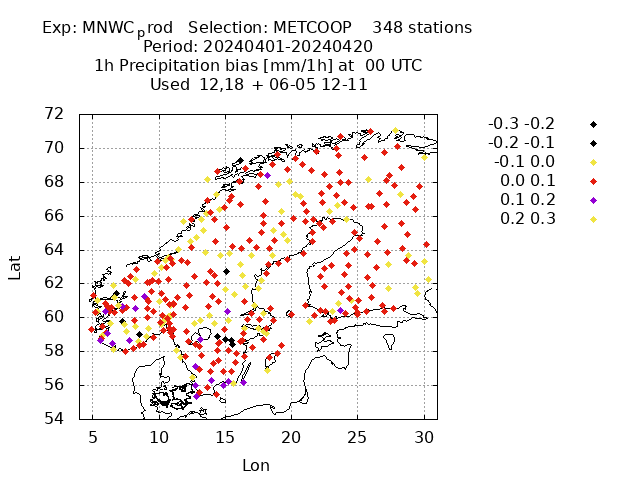 Exp: MNWCprod   Selection: METCOOP    348 stations
Period: 20240401-20240420
1h Precipitation bias [mm/1h] at  00 UTC
Used 12,18 + 06-05 12-11
72
70
68
66
64
62
60
58
56
54
Lat
5 10 15 20 25 30
Lon
-0.3 -0.2
-0.2 -0.1
-0.1 0.0
0.0 0.1
0.1 0.2
0.2 0.3